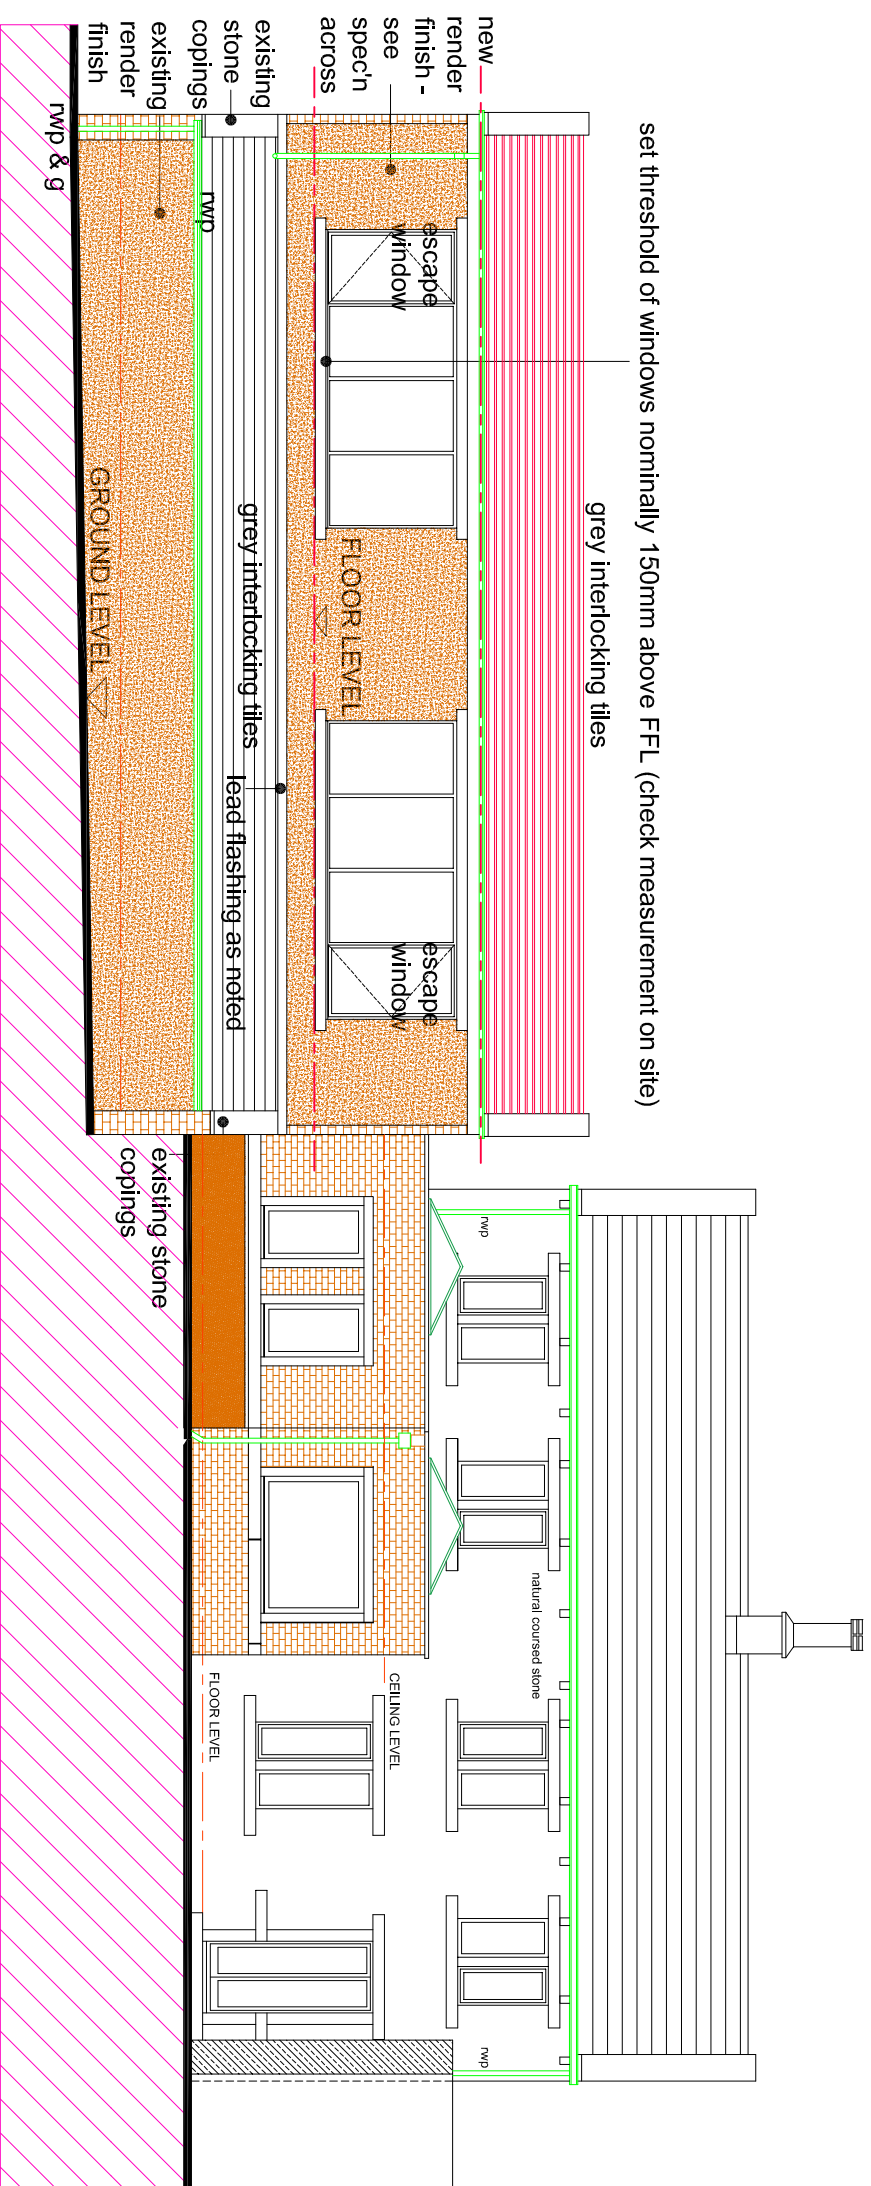 set threshold of windows nominally 150mm above FFL (check measurement on site)
grey interlocking tiles
new
render
finish -
see
spec'n
across
escape
window
escape
window
FLOOR LEVEL
existing
stone
copings
grey interlocking tiles
lead flashing as noted
rwp
existing
render
finish
GROUND LEVEL
rwp & g
existing stone
copings
rwp
natural coursed stone
rwp
CEILING LEVEL
FLOOR LEVEL